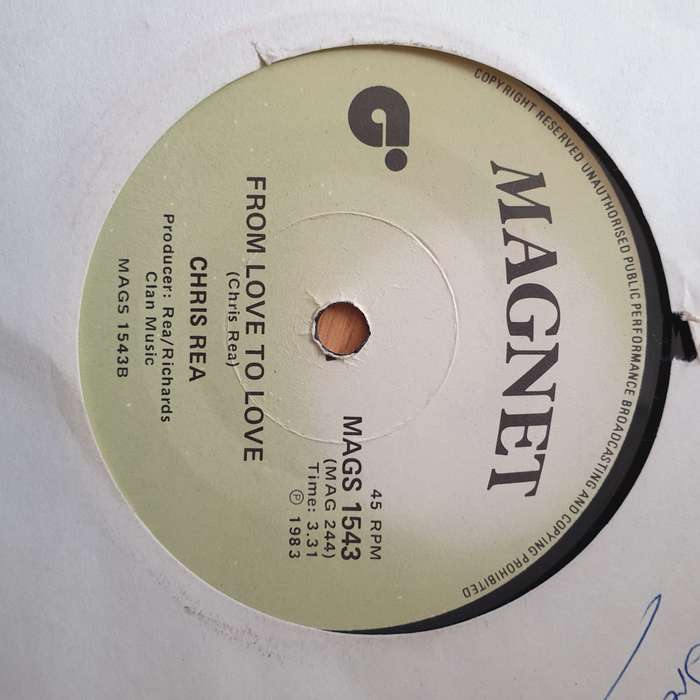 MAGNET
45 RPM
MAGS 1543
(MAG 244)
Time: 3.31
Ⓟ 1983
FROM LOVE TO LOVE
(Chris Rea)
CHRIS REA
Producer: Rea/Richards
Clan Music
MAGS 1543B
COPYRIGHT RESERVED UNAUTHORISED PUBLIC PERFORMANCE BROADCASTING AND COPYING PROHIBITED